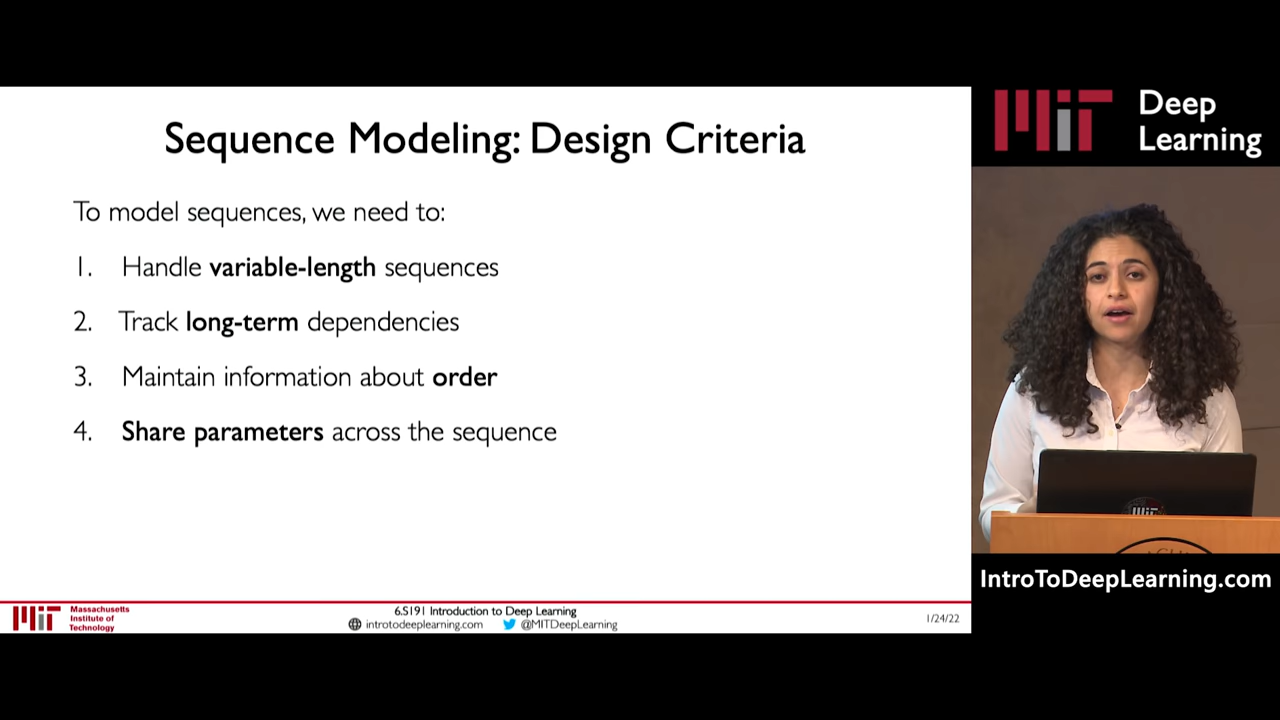 Sequence Modeling: Design Criteria
To model sequences, we need to:
1. Handle variable-length sequences
2. Track long-term dependencies
3. Maintain information about order
4. Share parameters across the sequence
Massachusetts
Institute of
Technology
6.S191 Introduction to Deep Learning
introtodeeplearning.com @MITDeepLearning
1/24/22
MIT Deep
Learning
IntroToDeepLearning.com